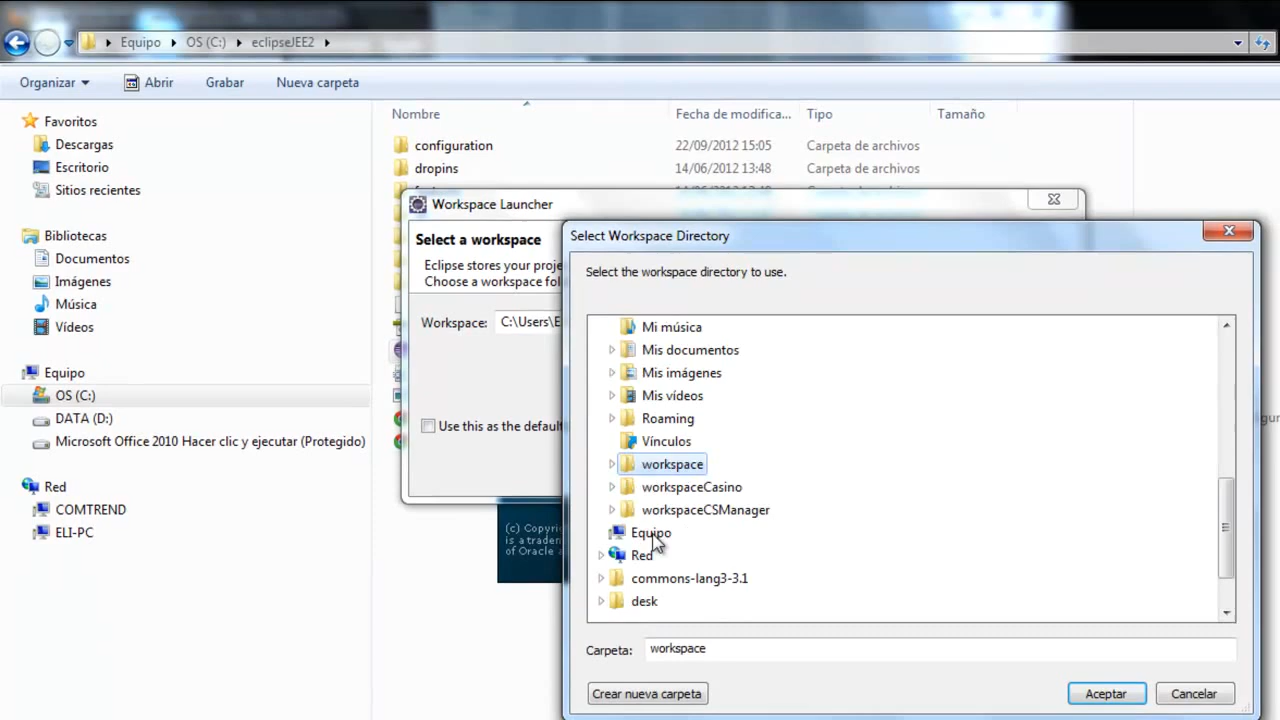 Equipo OS (C:) eclipseJEE2
Organizar Abrir Grabar Nueva carpeta
Favoritos
Descargas
Escritorio
Sitios recientes
Bibliotecas
Documentos
Imágenes
Música
Vídeos
Equipo
OS (C:)
DATA (D:)
Microsoft Office 2010 Hacer clic y ejecutar (Protegido)
Red
COMTREND
ELI-PC
Nombre Fecha de modifica... Tipo Tamaño
configuration 22/09/2012 15:05 Carpeta de archivos
dropins 14/06/2012 13:48 Carpeta de archivos
Workspace Launcher
Select a workspace
Eclipse stores your proje
Choose a workspace fol
Workspace: C:\Users\E
Use this as the default
(c) Copyri
is a tradem
of Oracle a
Select Workspace Directory
Select the workspace directory to use.
Mi música
Mis documentos
Mis imágenes
Mis vídeos
Roaming
Vínculos
workspace
workspaceCasino
workspaceCSManager
Equipo
Red
commons-lang3-3.1
desk
Carpeta: workspace
Crear nueva carpeta Aceptar Cancelar